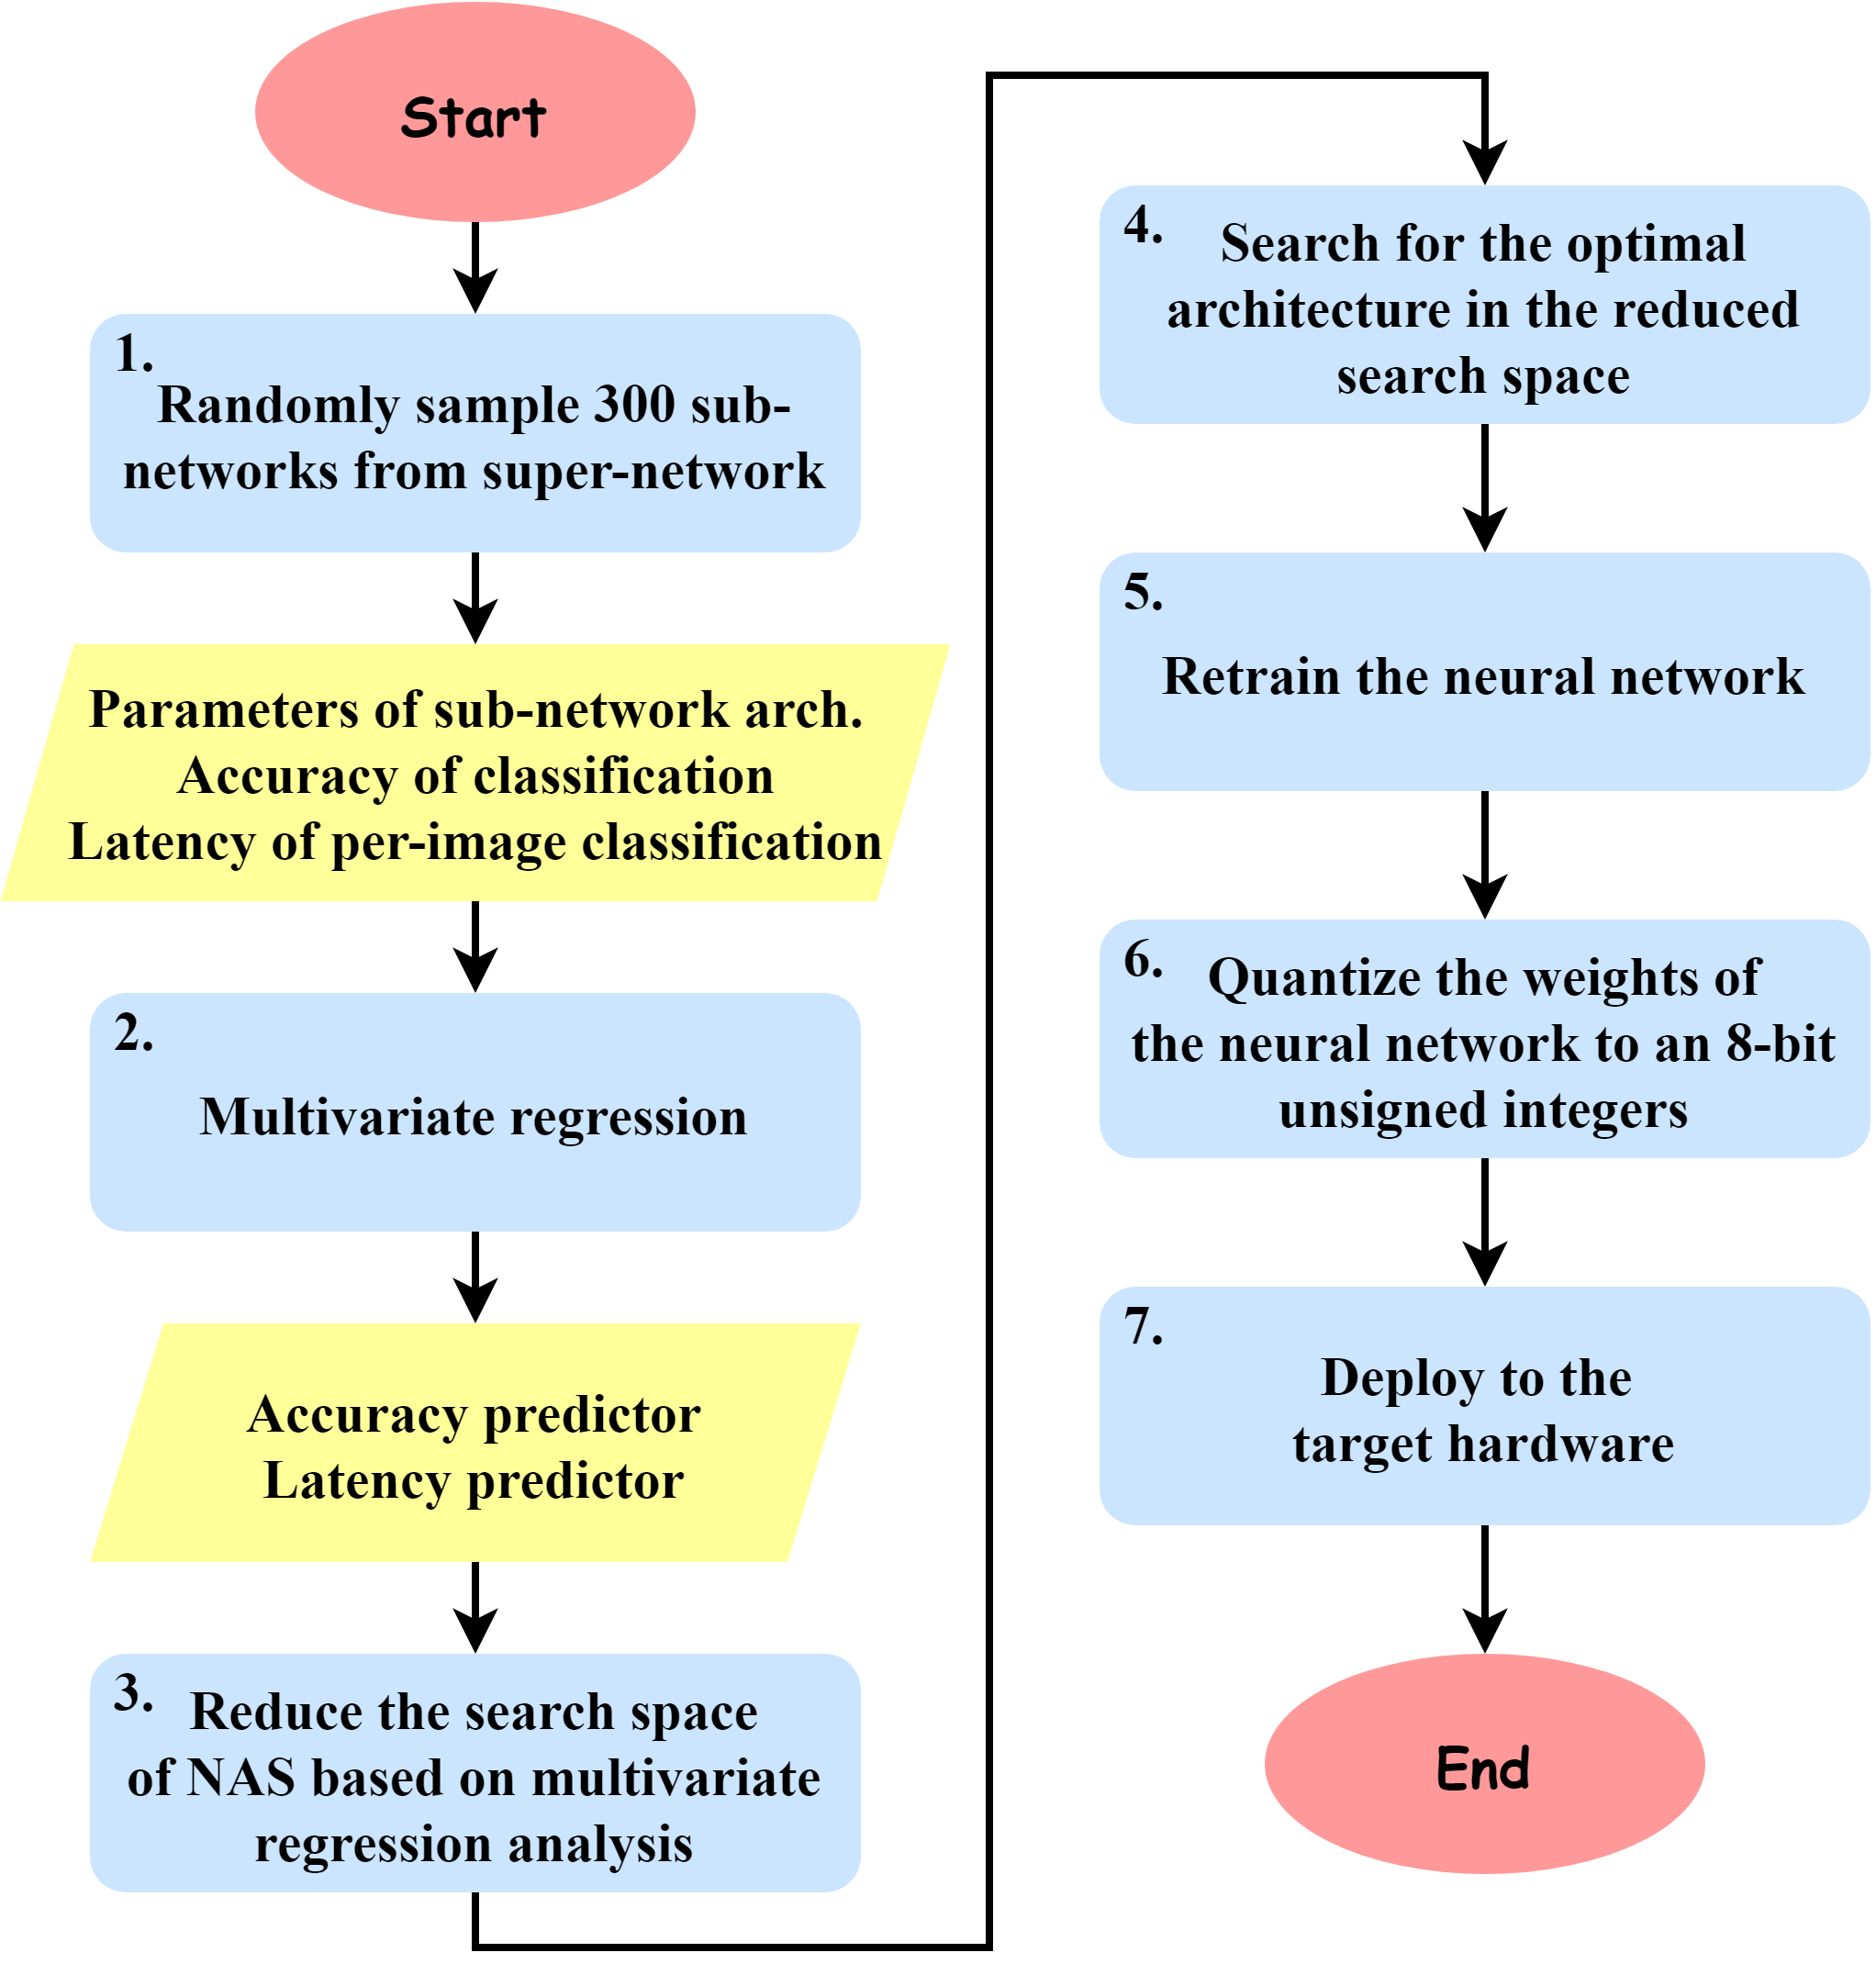 Start
1.
Randomly sample 300 sub-
networks from super-network
Parameters of sub-network arch.
Accuracy of classification
Latency of per-image classification
2.
Multivariate regression
Accuracy predictor
Latency predictor
3.
Reduce the search space
of NAS based on multivariate
regression analysis
4.
Search for the optimal
architecture in the reduced
search space
5.
Retrain the neural network
6.
Quantize the weights of
the neural network to an 8-bit
unsigned integers
7.
Deploy to the
target hardware
End